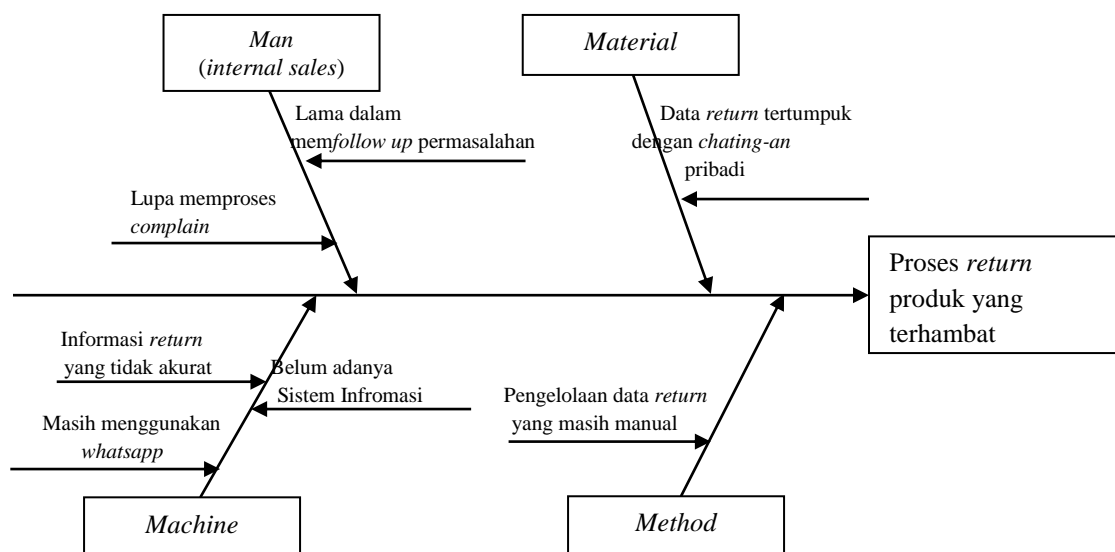 Man
(internal sales)
Material
Lama dalam
memfollow up permasalahan
Data return tertumpuk
dengan chating-an
pribadi
Lupa memproses
complain
Proses return
produk yang
terhambat
Informasi return
yang tidak akurat
Belum adanya
Sistem Infromasi
Masih menggunakan
whatsapp
Pengelolaan data return
yang masih manual
Machine
Method